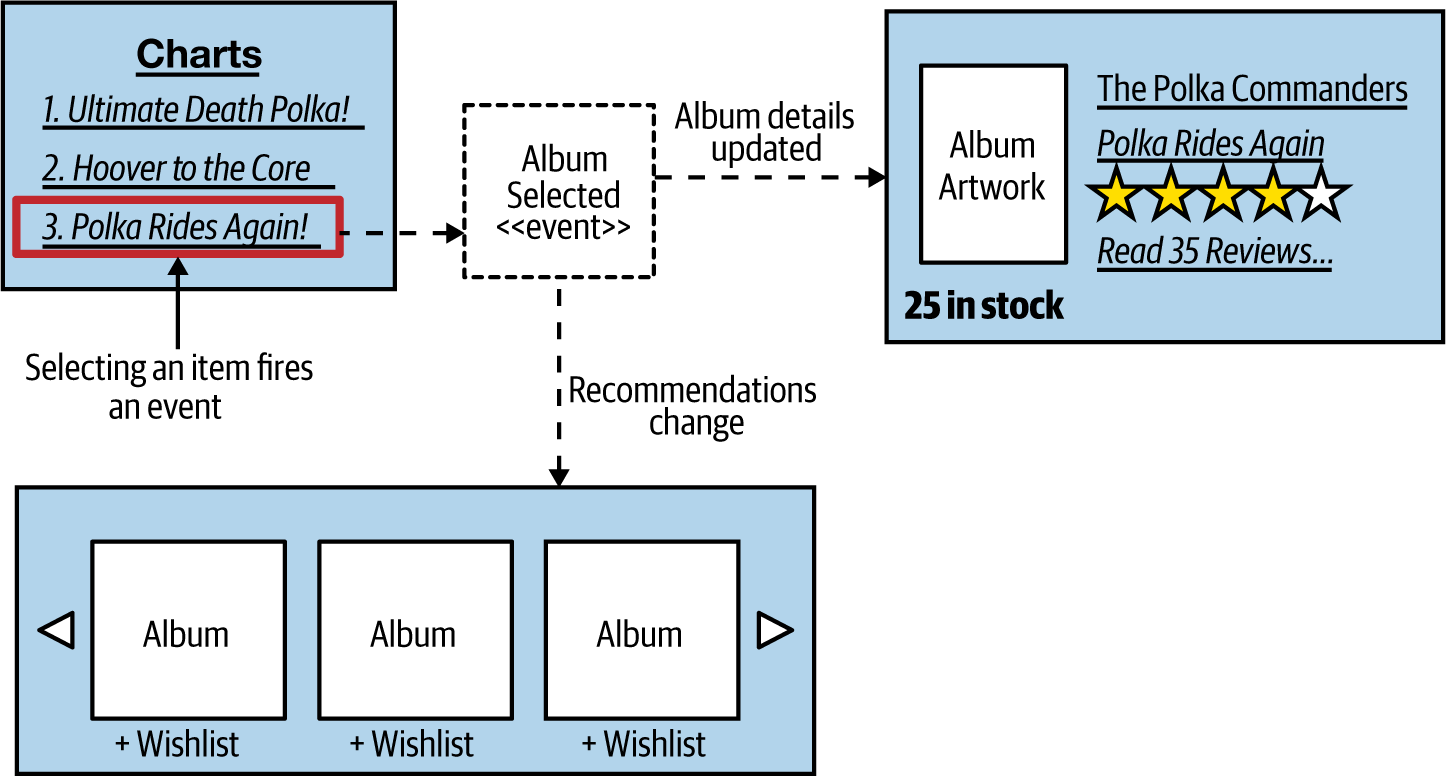 Charts
1. Ultimate Death Polka!
2. Hoover to the Core
3. Polka Rides Again!
Selecting an item fires
an event
Album
Selected
<<event>>
Album details
updated
Album
Artwork
The Polka Commanders
Polka Rides Again
Read 35 Reviews...
25 in stock
Recommendations
change
Album
Album
Album
+ Wishlist
+ Wishlist
+ Wishlist